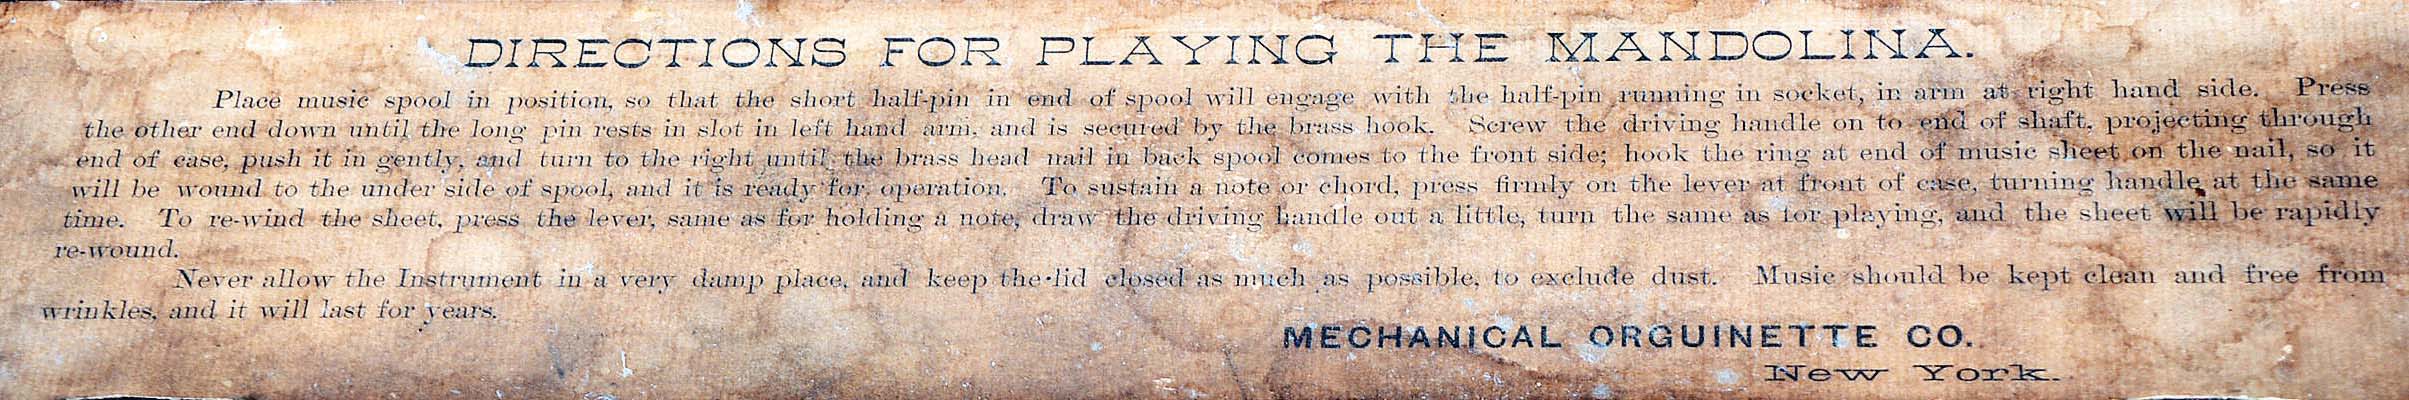 DIRECTIONS FOR PLAYING THE MANDOLINA.
Place music spool in position, so that the short half-pin in end of spool will engage with the half-pin running in socket, in arm at right hand side. Press
the other end down until the long pin rests in slot in left hand arm, and is secured by the brass hook. Screw the driving handle on to end of shaft, projecting through
end of case, push it in gently, and turn to the right until the brass head nail in back spool comes to the front side; hook the ring at end of music sheet on the nail, so it
will be wound to the under side of spool, and it is ready for operation. To sustain a note or chord, press firmly on the lever at front of case, turning handle at the same
time. To re-wind the sheet, press the lever, same as for holding a note, draw the driving handle out a little, turn the same as for playing, and the sheet will be rapidly
re-wound.
Never allow the Instrument in a very damp place, and keep the lid closed as much as possible, to exclude dust. Music should be kept clean and free from
wrinkles, and it will last for years.
MECHANICAL ORGUINETTE CO.
New York.